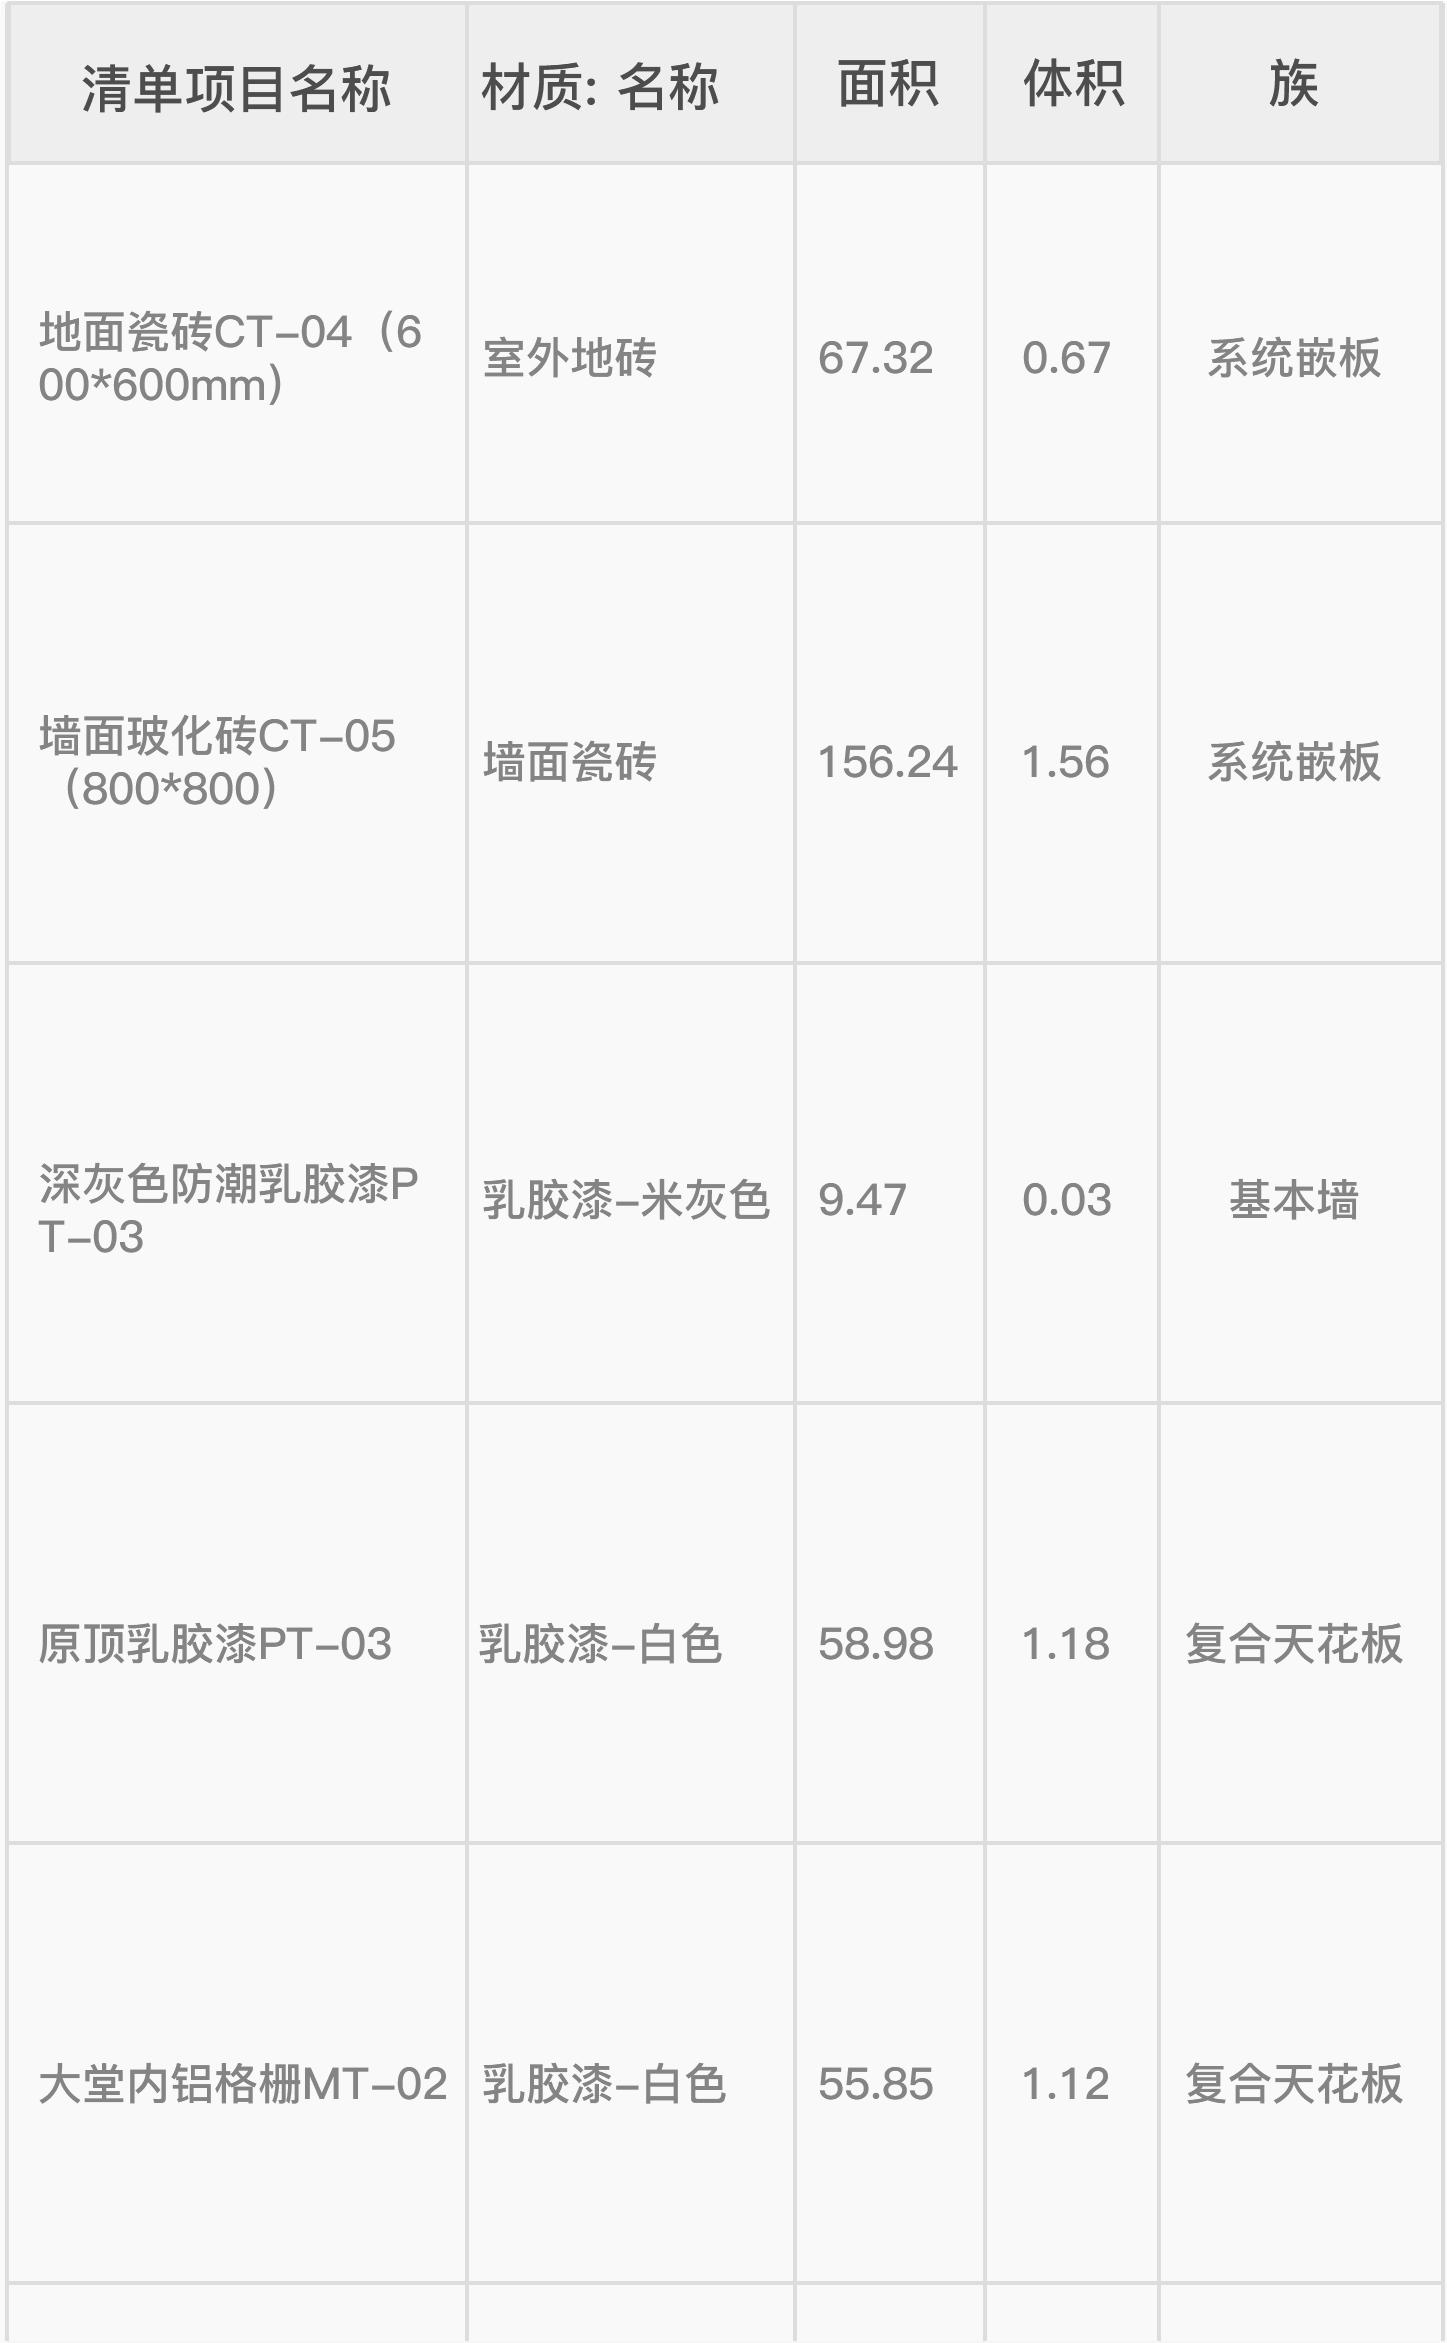 清单项目名称 材质: 名称 面积 体积 族
地面瓷砖CT-04（6
00*600mm） 室外地砖 67.32 0.67 系统嵌板
墙面玻化砖CT-05
（800*800） 墙面瓷砖 156.24 1.56 系统嵌板
深灰色防潮乳胶漆P
T-03 乳胶漆-米灰色 9.47 0.03 基本墙
原顶乳胶漆PT-03 乳胶漆-白色 58.98 1.18 复合天花板
大堂内铝格栅MT-02 乳胶漆-白色 55.85 1.12 复合天花板